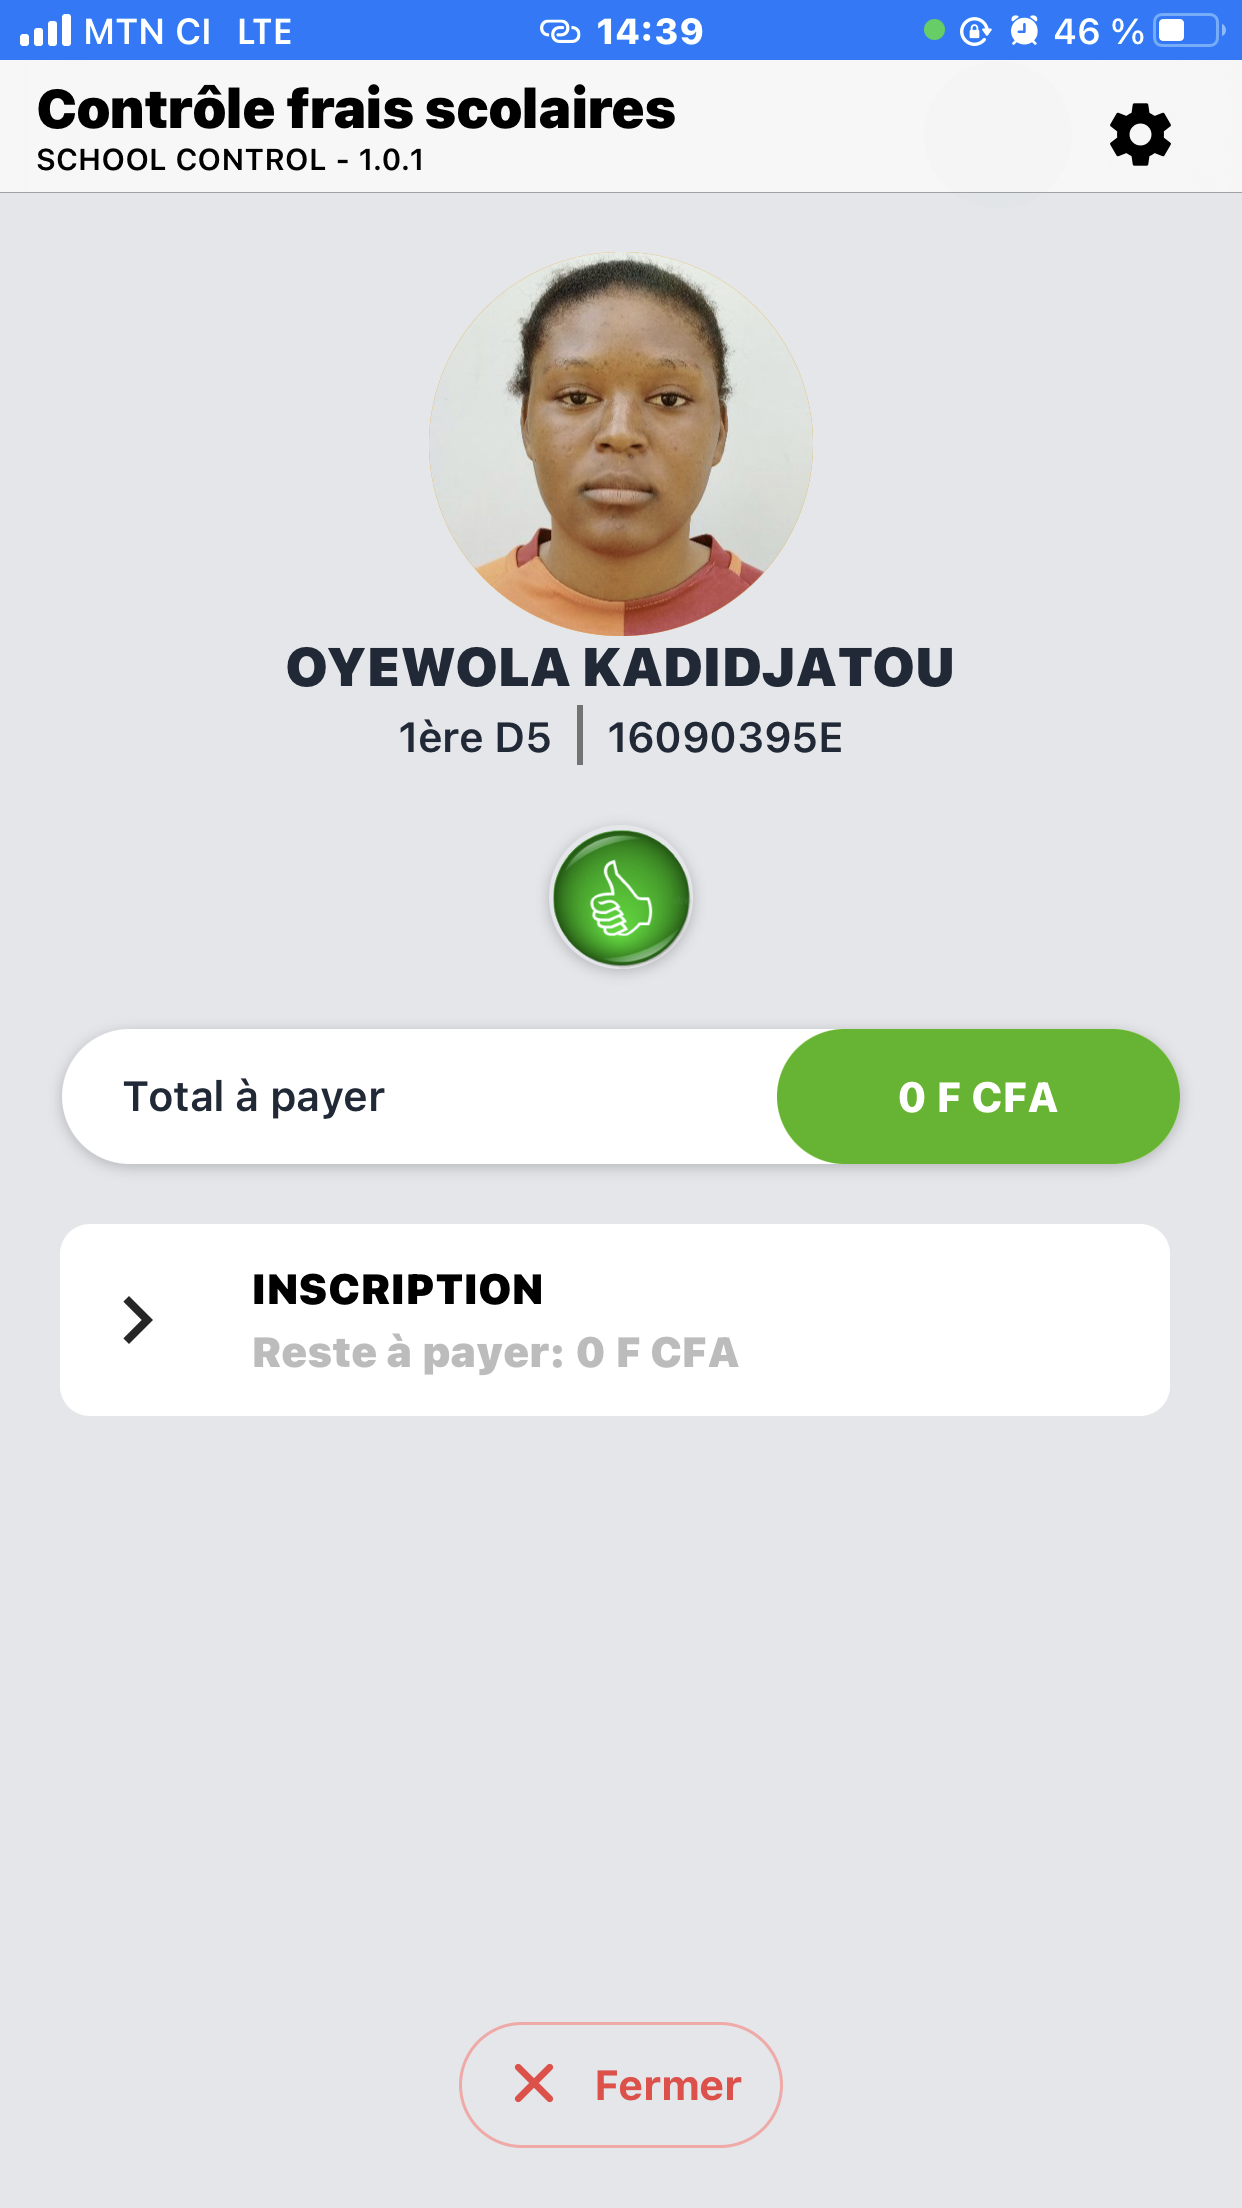 MTN CI LTE 14:39 46 %
Contrôle frais scolaires
SCHOOL CONTROL - 1.0.1
OYEWOLA KADIDJATOU
1ère D5 | 16090395E
Total à payer 0 F CFA
INSCRIPTION
Reste à payer: 0 F CFA
Fermer